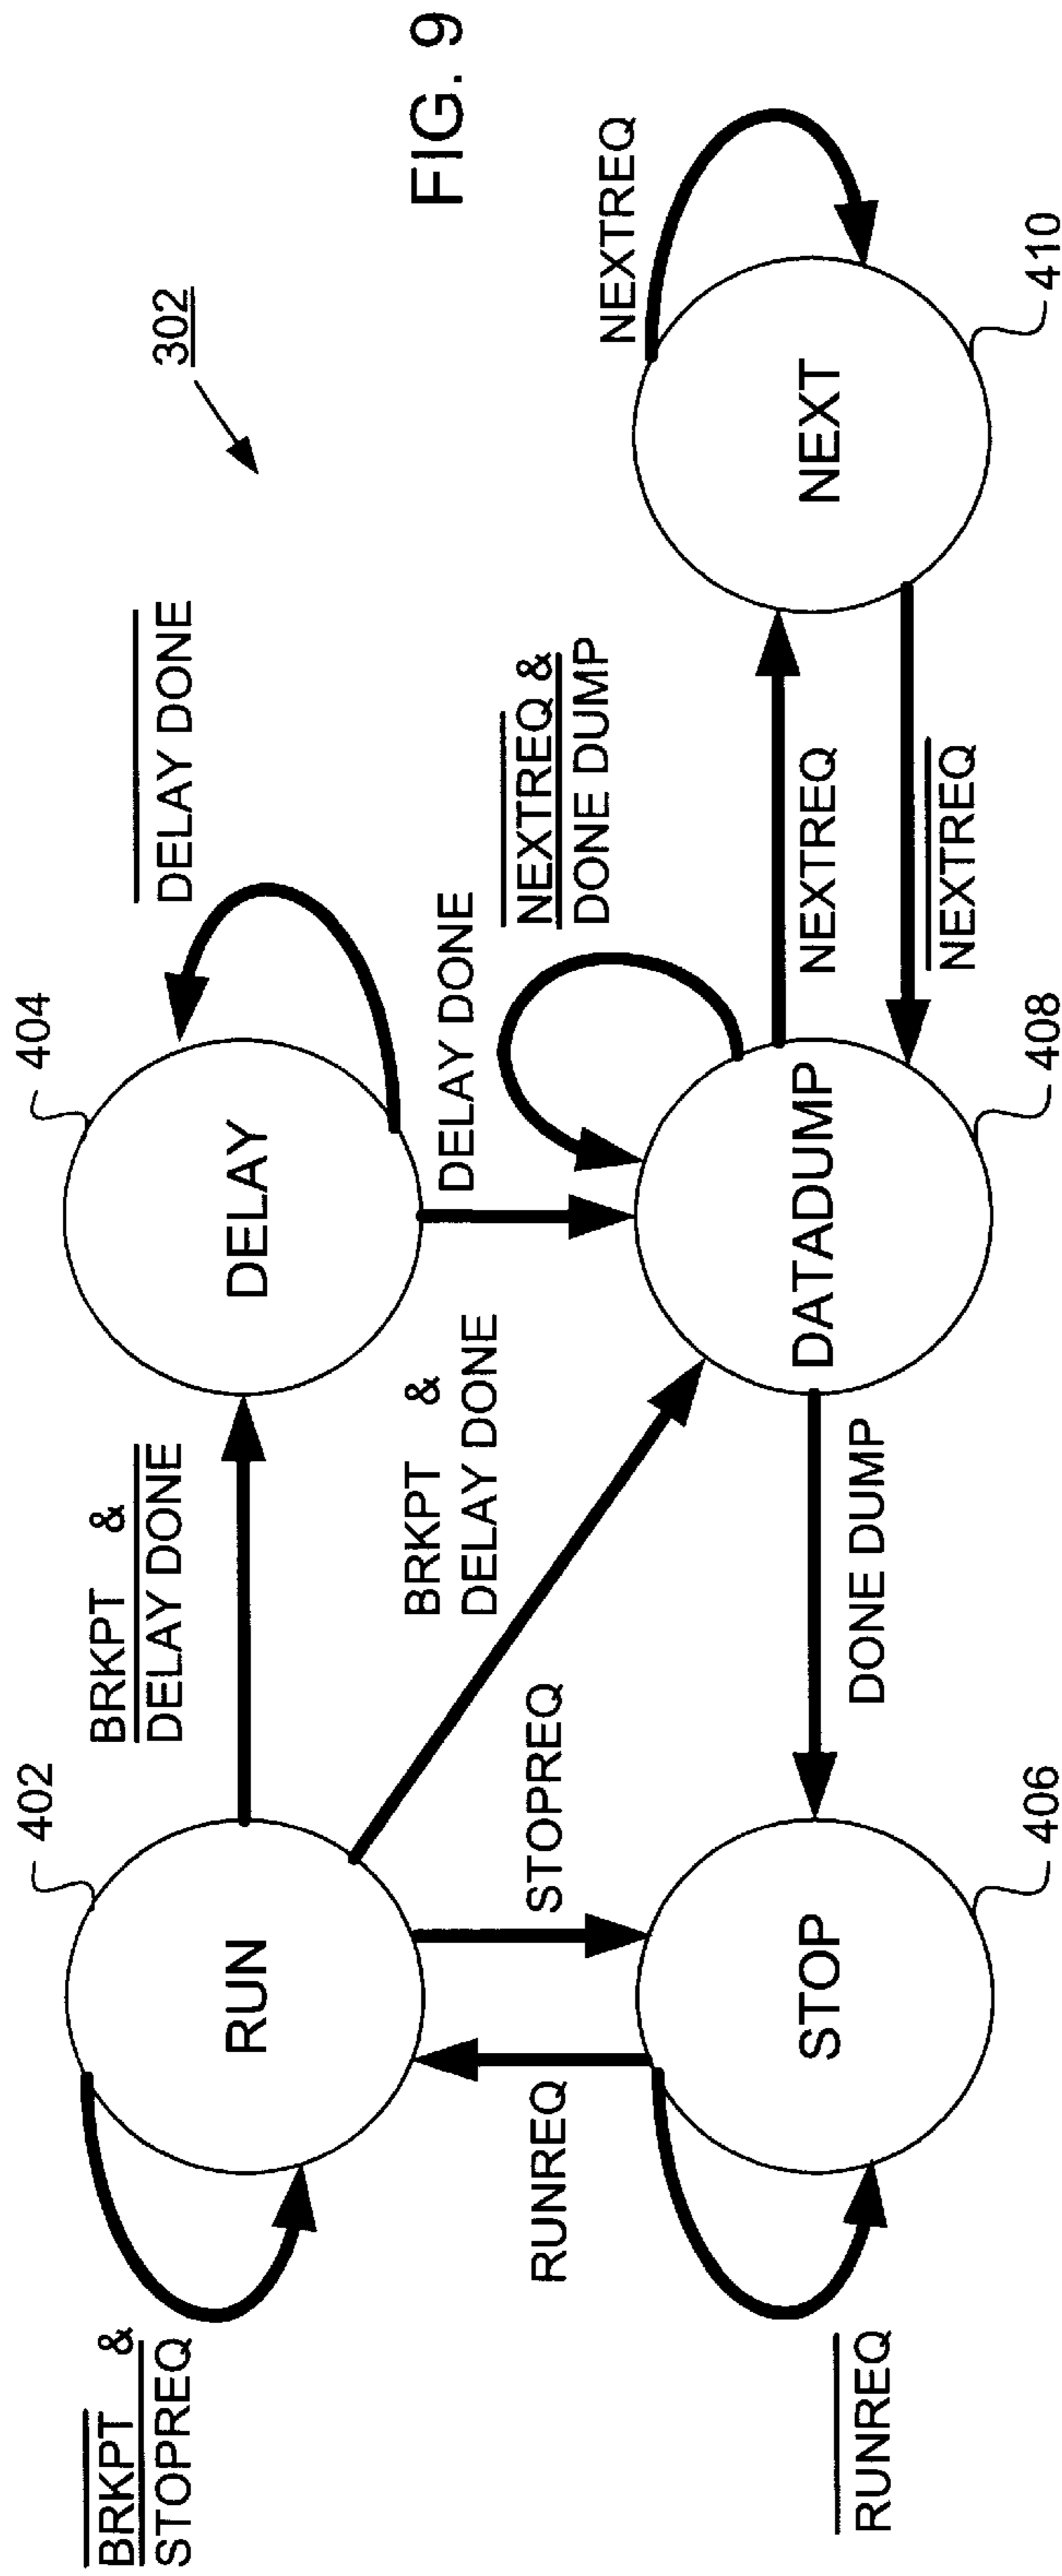 FIG. 9
302
402
404
BRKPT &
STOPREQ
RUN
BRKPT &
DELAY DONE
DELAY
DELAY DONE
RUNREQ
STOPREQ
BRKPT &
DELAY DONE
DELAY DONE
NEXTREQ &
DONE DUMP
NEXTREQ
RUNREQ
STOP
DONE DUMP
DATADUMP
NEXTREQ
NEXTREQ
NEXT
406
408
410